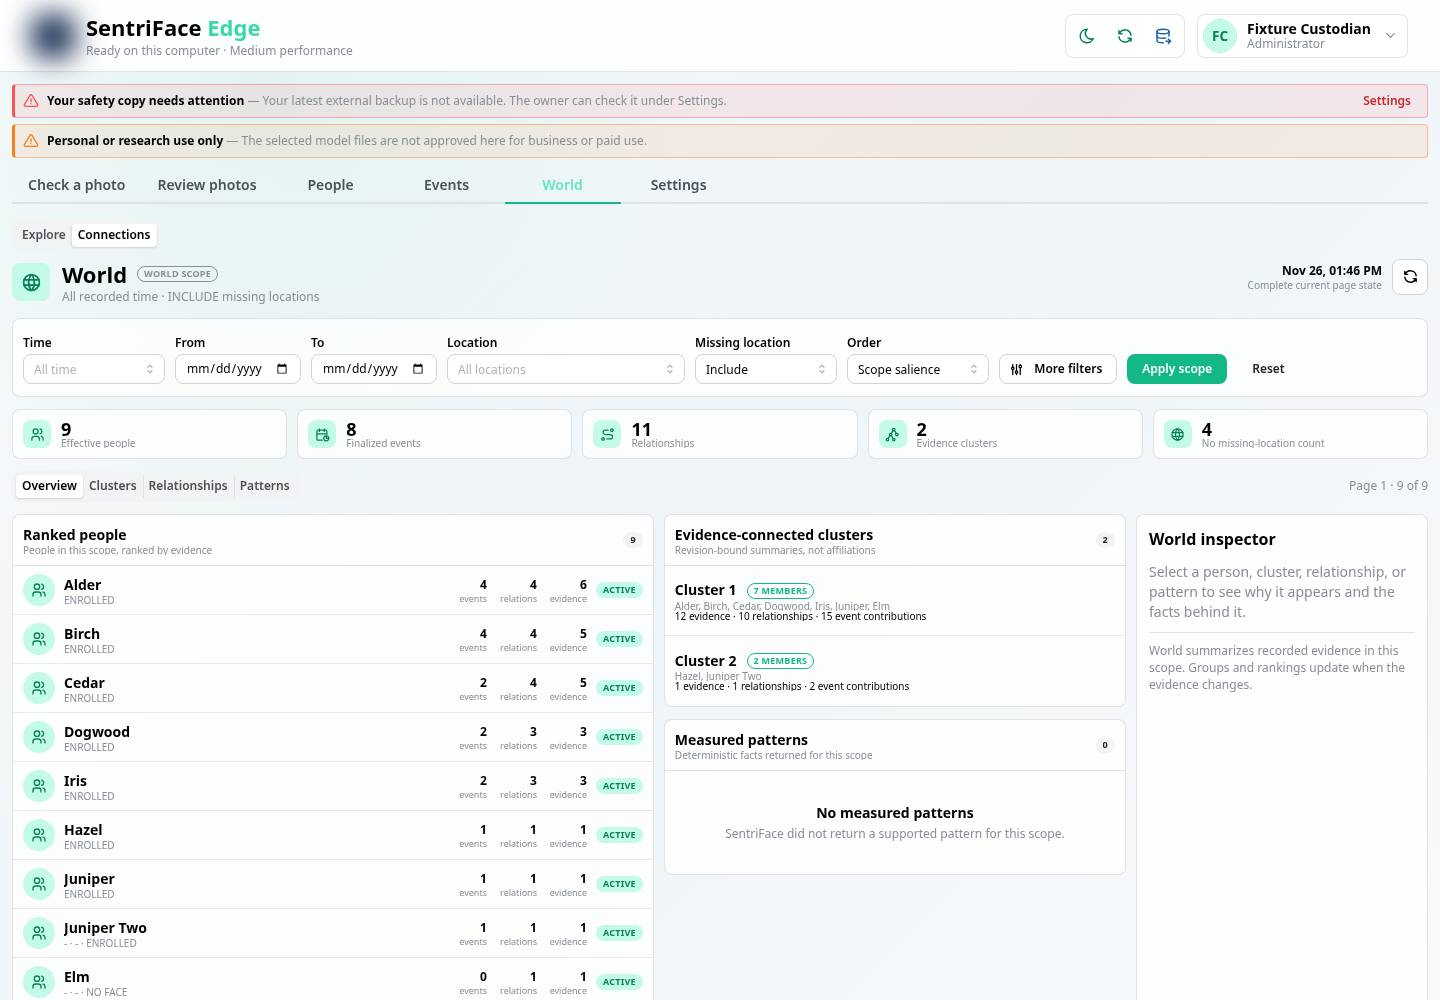 SentriFace Edge
Ready on this computer · Medium performance
FC
Fixture Custodian
Administrator
Your safety copy needs attention — Your latest external backup is not available. The owner can check it under Settings.
Settings
Personal or research use only — The selected model files are not approved here for business or paid use.
Check a photo
Review photos
People
Events
World
Settings
Explore
Connections
World
WORLD SCOPE
All recorded time · INCLUDE missing locations
Nov 26, 01:46 PM
Complete current page state
Time
From
To
Location
Missing location
Order
All time
mm/dd/yyyy
mm/dd/yyyy
All locations
Include
Scope salience
More filters
Apply scope
Reset
9
Effective people
8
Finalized events
11
Relationships
2
Evidence clusters
4
No missing-location count
Overview
Clusters
Relationships
Patterns
Page 1 · 9 of 9
Ranked people
People in this scope, ranked by evidence
9
Alder
ENROLLED
4 events
4 relations
6 evidence
ACTIVE
Birch
ENROLLED
4 events
4 relations
5 evidence
ACTIVE
Cedar
ENROLLED
2 events
4 relations
5 evidence
ACTIVE
Dogwood
ENROLLED
2 events
3 relations
3 evidence
ACTIVE
Iris
ENROLLED
2 events
3 relations
3 evidence
ACTIVE
Hazel
ENROLLED
1 events
1 relations
1 evidence
ACTIVE
Juniper
ENROLLED
1 events
1 relations
1 evidence
ACTIVE
Juniper Two
- · - · ENROLLED
1 events
1 relations
1 evidence
ACTIVE
Elm
- · - · NO FACE
0 events
1 relations
1 evidence
ACTIVE
Evidence-connected clusters
Revision-bound summaries, not affiliations
2
Cluster 1
7 MEMBERS
Alder, Birch, Cedar, Dogwood, Iris, Juniper, Elm
12 evidence · 10 relationships · 15 event contributions
Cluster 2
2 MEMBERS
Hazel, Juniper Two
1 evidence · 1 relationships · 2 event contributions
Measured patterns
Deterministic facts returned for this scope
0
No measured patterns
SentriFace did not return a supported pattern for this scope.
World inspector
Select a person, cluster, relationship, or
pattern to see why it appears and the
facts behind it.
World summarizes recorded evidence in this
scope. Groups and rankings update when the
evidence changes.